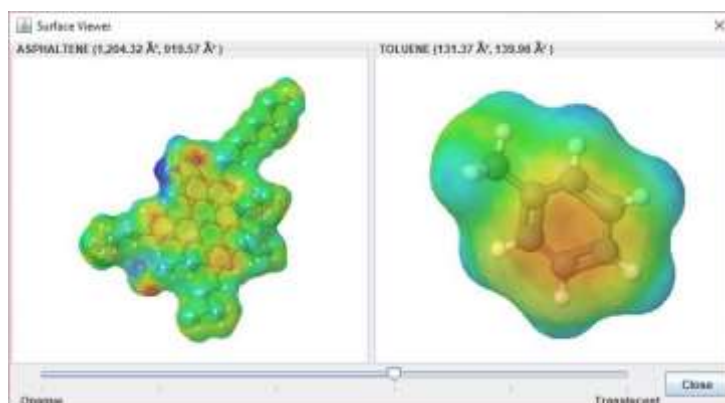 Surface Viewer
ASPHALTENE (1,204.32 Å³, 919.57 Å² )
TOLUENE (131.37 Å³, 139.98 Å² )
Opaque
Translucent
Close